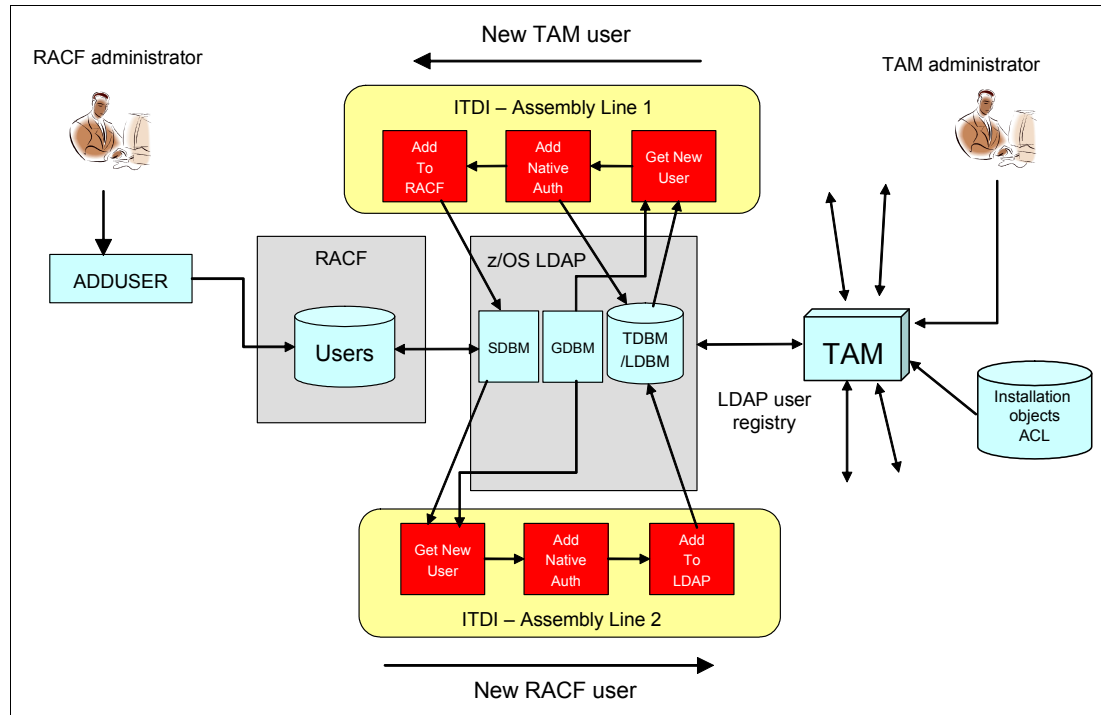 New TAM user
RACF administrator
TAM administrator
ITDI – Assembly Line 1
Add
To
RACF
Add
Native
Auth
Get New
User
RACF
z/OS LDAP
ADDUSER
Users
SDBM
GDBM
TDBM
/LDBM
TAM
LDAP user
registry
Installation
objects
ACL
Get New
User
Add
Native
Auth
Add
To
LDAP
ITDI – Assembly Line 2
New RACF user